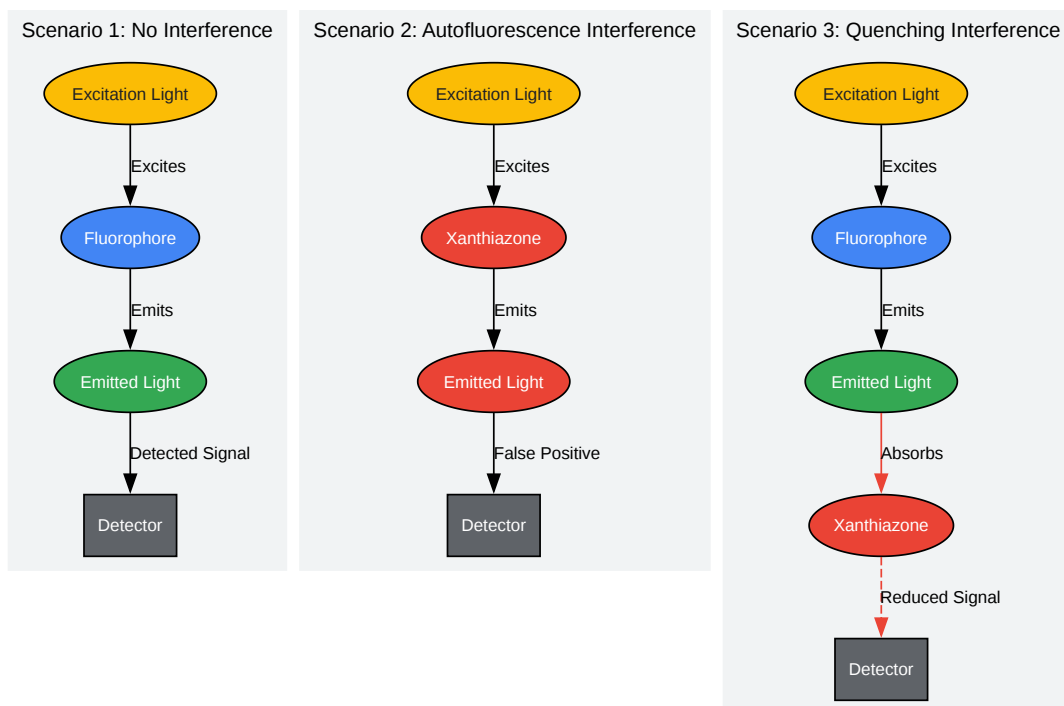 Scenario 1: No Interference
Excitation Light
Excites
Fluorophore
Emits
Emitted Light
Detected Signal
Detector
Scenario 2: Autofluorescence Interference
Excitation Light
Excites
Xanthiazone
Emits
Emitted Light
False Positive
Detector
Scenario 3: Quenching Interference
Excitation Light
Excites
Fluorophore
Emits
Emitted Light
Absorbs
Xanthiazone
Reduced Signal
Detector